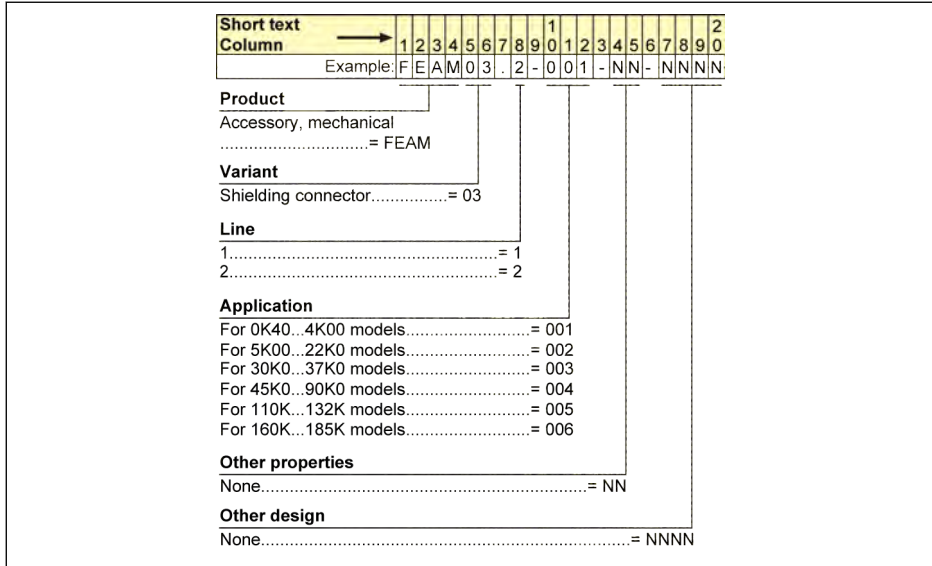 Short text 1 2
Column 1 2 3 4 5 6 7 8 9 0 1 2 3 4 5 6 7 8 9 0
Example: F E A M 0 3 . 2 - 0 0 1 - N N - N N N N
Product
Accessory, mechanical
...............................= FEAM
Variant
Shielding connector................= 03
Line
1........................................................= 1
2........................................................= 2
Application
For 0K40...4K00 models..........................= 001
For 5K00...22K0 models..........................= 002
For 30K0...37K0 models..........................= 003
For 45K0...90K0 models..........................= 004
For 110K...132K models..........................= 005
For 160K...185K models..........................= 006
Other properties
None....................................................................= NN
Other design
None.............................................................................= NNNN